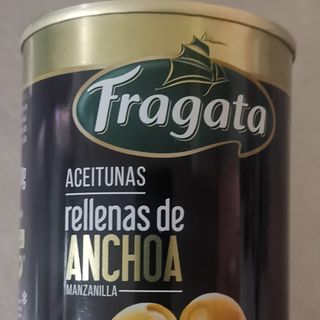 Fragata
ACEITUNAS
rellenas de
ANCHOA
MANZANILLA